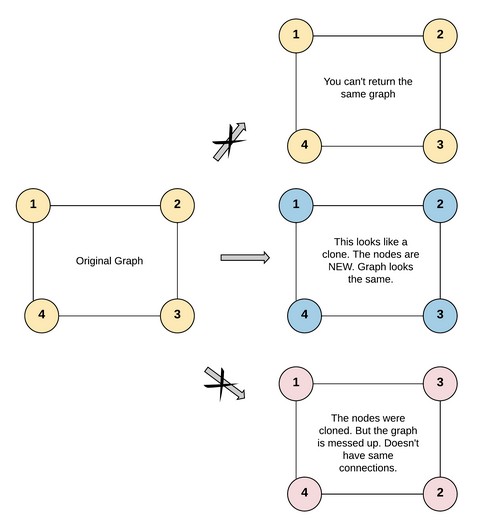 1
2
You can't return the
same graph
4
3
1
2
Original Graph
4
3
1
2
This looks like a
clone. The nodes are
NEW. Graph looks
the same.
4
3
1
3
The nodes were
cloned. But the graph
is messed up. Doesn't
have same
connections.
4
2